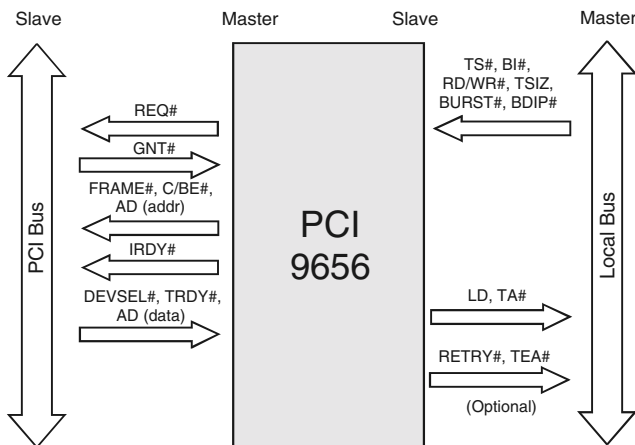 Slave
Master
Slave
Master
PCI Bus
REQ#
GNT#
FRAME#, C/BE#,
AD (addr)
IRDY#
DEVSEL#, TRDY#,
AD (data)
PCI
9656
TS#, BI#,
RD/WR#, TSIZ,
BURST#, BDIP#
LD, TA#
RETRY#, TEA#
(Optional)
Local Bus